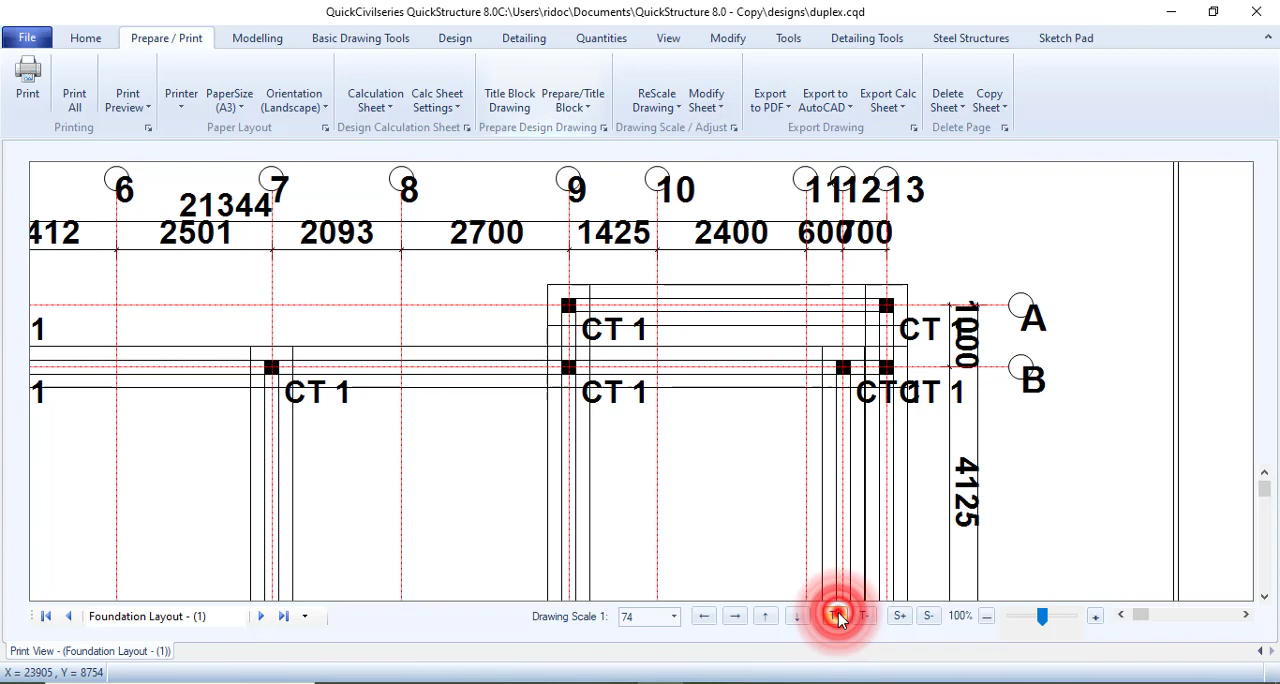 QuickCivilseries QuickStructure 8.0C:\Users\ridoc\Documents\QuickStructure 8.0 - Copy\designs\duplex.cqd
File Home Prepare / Print Modelling Basic Drawing Tools Design Detailing Quantities View Modify Tools Detailing Tools Steel Structures Sketch Pad
Print Print All Print Preview Printer PaperSize (A3) Orientation (Landscape) Calculation Sheet Calc Sheet Settings Title Block Drawing Prepare/Title Block ReScale Drawing Modify Sheet Export to PDF Export to AutoCAD Export Calc Sheet Delete Sheet Copy Sheet
Printing Paper Layout Design Calculation Sheet Prepare Design Drawing Drawing Scale / Adjust Export Drawing Delete Page
6 7 8 9 10 11 12 13
21344
412 2501 2093 2700 1425 2400 600 700
1 CT 1 CT 1 A
1000
B
1 CT 1 CT 1 CT 1 CT 1
4125
Foundation Layout - (1) Drawing Scale 1: 74 ← → ↑ ↓ T- S+ S- 100% - +
Print View - (Foundation Layout - (1))
X = 23905 , Y = 8754